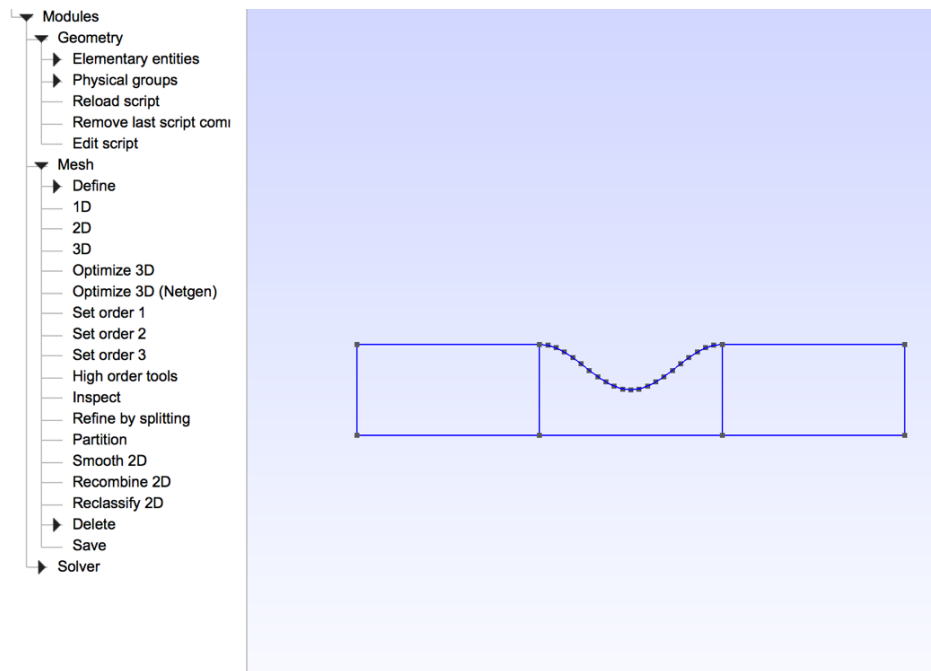 Modules
Geometry
Elementary entities
Physical groups
Reload script
Remove last script com
Edit script
Mesh
Define
1D
2D
3D
Optimize 3D
Optimize 3D (Netgen)
Set order 1
Set order 2
Set order 3
High order tools
Inspect
Refine by splitting
Partition
Smooth 2D
Recombine 2D
Reclassify 2D
Delete
Save
Solver